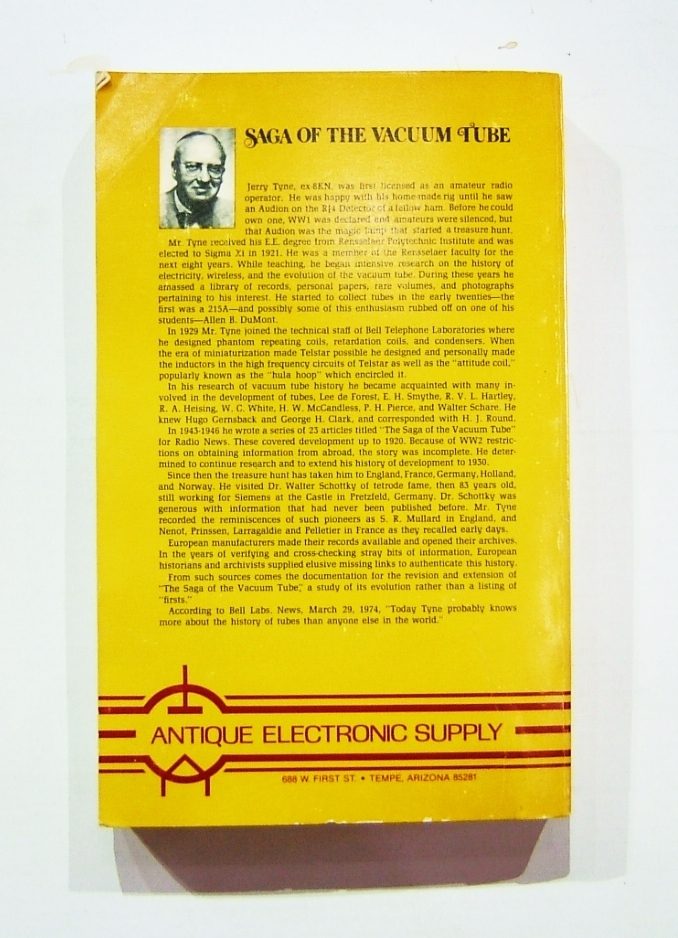 SAGA OF THE VACUUM TUBE
Jerry Tyne, ex-8KN, was first licensed as an amateur radio
operator. He was happy with his home-made rig until he saw
an Audion on the RJ4 Detector of a fellow ham. Before he could
own one, WW1 was declared and amateurs were silenced, but
that Audion was the magic lamp that started a treasure hunt.
Mr. Tyne received his E.E. degree from Rensselaer Polytechnic Institute and was
elected to Sigma Xi in 1921. He was a member of the Rensselaer faculty for the
next eight years. While teaching, he began intensive research on the history of
electricity, wireless, and the evolution of the vacuum tube. During these years he
amassed a library of records, personal papers, rare volumes, and photographs
pertaining to his interest. He started to collect tubes in the early twenties—the
first was a 215A—and possibly some of this enthusiasm rubbed off on one of his
students—Allen B. DuMont.
In 1929 Mr. Tyne joined the technical staff of Bell Telephone Laboratories where
he designed phantom repeating coils, retardation coils, and condensers. When
the era of miniaturization made Telstar possible he designed and personally made
the inductors in the high frequency circuits of Telstar as well as the "attitude coil,"
popularly known as the "hula hoop" which encircled it.
In his research of vacuum tube history he became acquainted with many in-
volved in the development of tubes, Lee de Forest, E. H. Smythe, R. V. L. Hartley,
R. A. Heising, W. C. White, H. W. McCandless, P. H. Pierce, and Walter Schare. He
knew Hugo Gernsback and George H. Clark, and corresponded with H. J. Round.
In 1943-1946 he wrote a series of 23 articles titled "The Saga of the Vacuum Tube"
for Radio News. These covered development up to 1920. Because of WW2 restric-
tions on obtaining information from abroad, the story was incomplete. He deter-
mined to continue research and to extend his history of development to 1930.
Since then the treasure hunt has taken him to England, France, Germany, Holland,
and Norway. He visited Dr. Walter Schottky of tetrode fame, then 83 years old,
still working for Siemens at the Castle in Pretzfeld, Germany. Dr. Schottky was
generous with information that had never been published before. Mr. Tyne
recorded the reminiscences of such pioneers as S. R. Mullard in England, and
Nenot, Prinssen, Larragaldie and Pelletier in France as they recalled early days.
European manufacturers made their records available and opened their archives.
In the years of verifying and cross-checking stray bits of information, European
historians and archivists supplied elusive missing links to authenticate this history.
From such sources comes the documentation for the revision and extension of
"The Saga of the Vacuum Tube," a study of its evolution rather than a listing of
"firsts."
According to Bell Labs. News, March 29, 1974, "Today Tyne probably knows
more about the history of tubes than anyone else in the world."
ANTIQUE ELECTRONIC SUPPLY
688 W. FIRST ST. • TEMPE, ARIZONA 85281